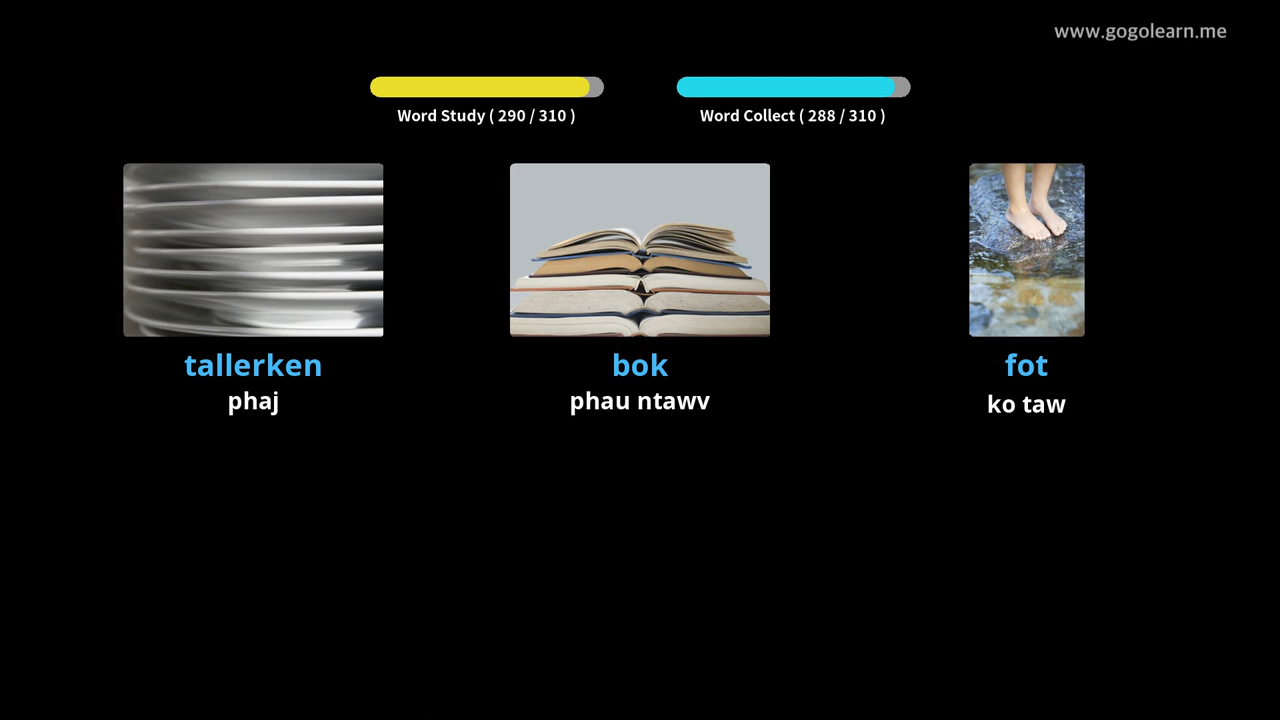 www.gogolearn.me
Word Study ( 290 / 310 )
Word Collect ( 288 / 310 )
tallerken
phaj
bok
phau ntawv
fot
ko taw